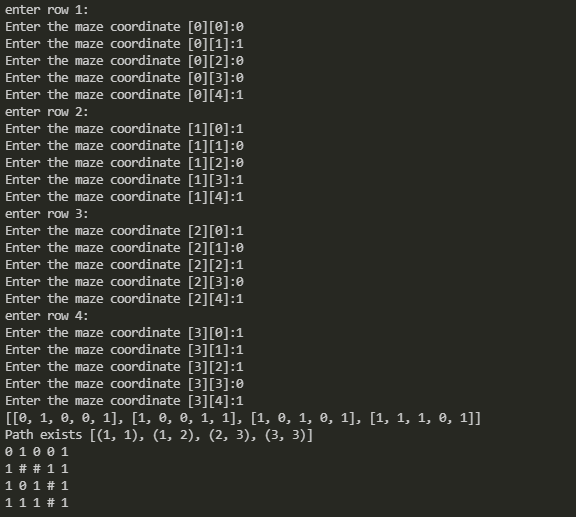 enter row 1:
Enter the maze coordinate [0][0]:0
Enter the maze coordinate [0][1]:1
Enter the maze coordinate [0][2]:0
Enter the maze coordinate [0][3]:0
Enter the maze coordinate [0][4]:1
enter row 2:
Enter the maze coordinate [1][0]:1
Enter the maze coordinate [1][1]:0
Enter the maze coordinate [1][2]:0
Enter the maze coordinate [1][3]:1
Enter the maze coordinate [1][4]:1
enter row 3:
Enter the maze coordinate [2][0]:1
Enter the maze coordinate [2][1]:0
Enter the maze coordinate [2][2]:1
Enter the maze coordinate [2][3]:0
Enter the maze coordinate [2][4]:1
enter row 4:
Enter the maze coordinate [3][0]:1
Enter the maze coordinate [3][1]:1
Enter the maze coordinate [3][2]:1
Enter the maze coordinate [3][3]:0
Enter the maze coordinate [3][4]:1
[[0, 1, 0, 0, 1], [1, 0, 0, 1, 1], [1, 0, 1, 0, 1], [1, 1, 1, 0, 1]]
Path exists [(1, 1), (1, 2), (2, 3), (3, 3)]
0 1 0 0 1
1 # # 1 1
1 0 1 # 1
1 1 1 # 1